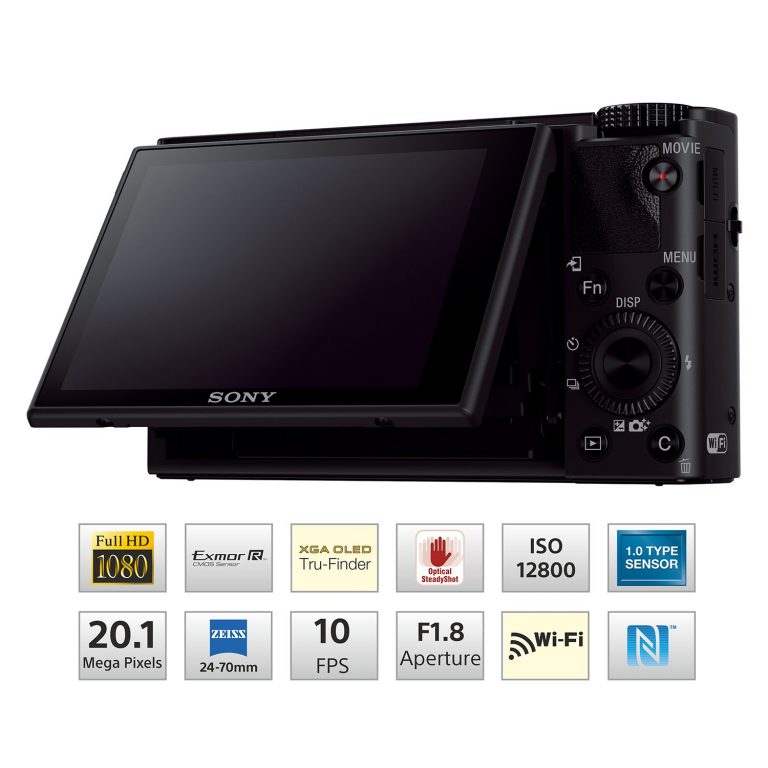 MOVIE
MULTI
HDMI
MENU
Fn
DISP
SONY
C
Wi Fi
Full HD
1080
Exmor R™
CMOS Sensor
XGA OLED
Tru-Finder
Optical
SteadyShot
ISO
12800
1.0 TYPE
SENSOR
20.1
Mega Pixels
ZEISS
24-70mm
10
FPS
F1.8
Aperture
Wi-Fi
N™